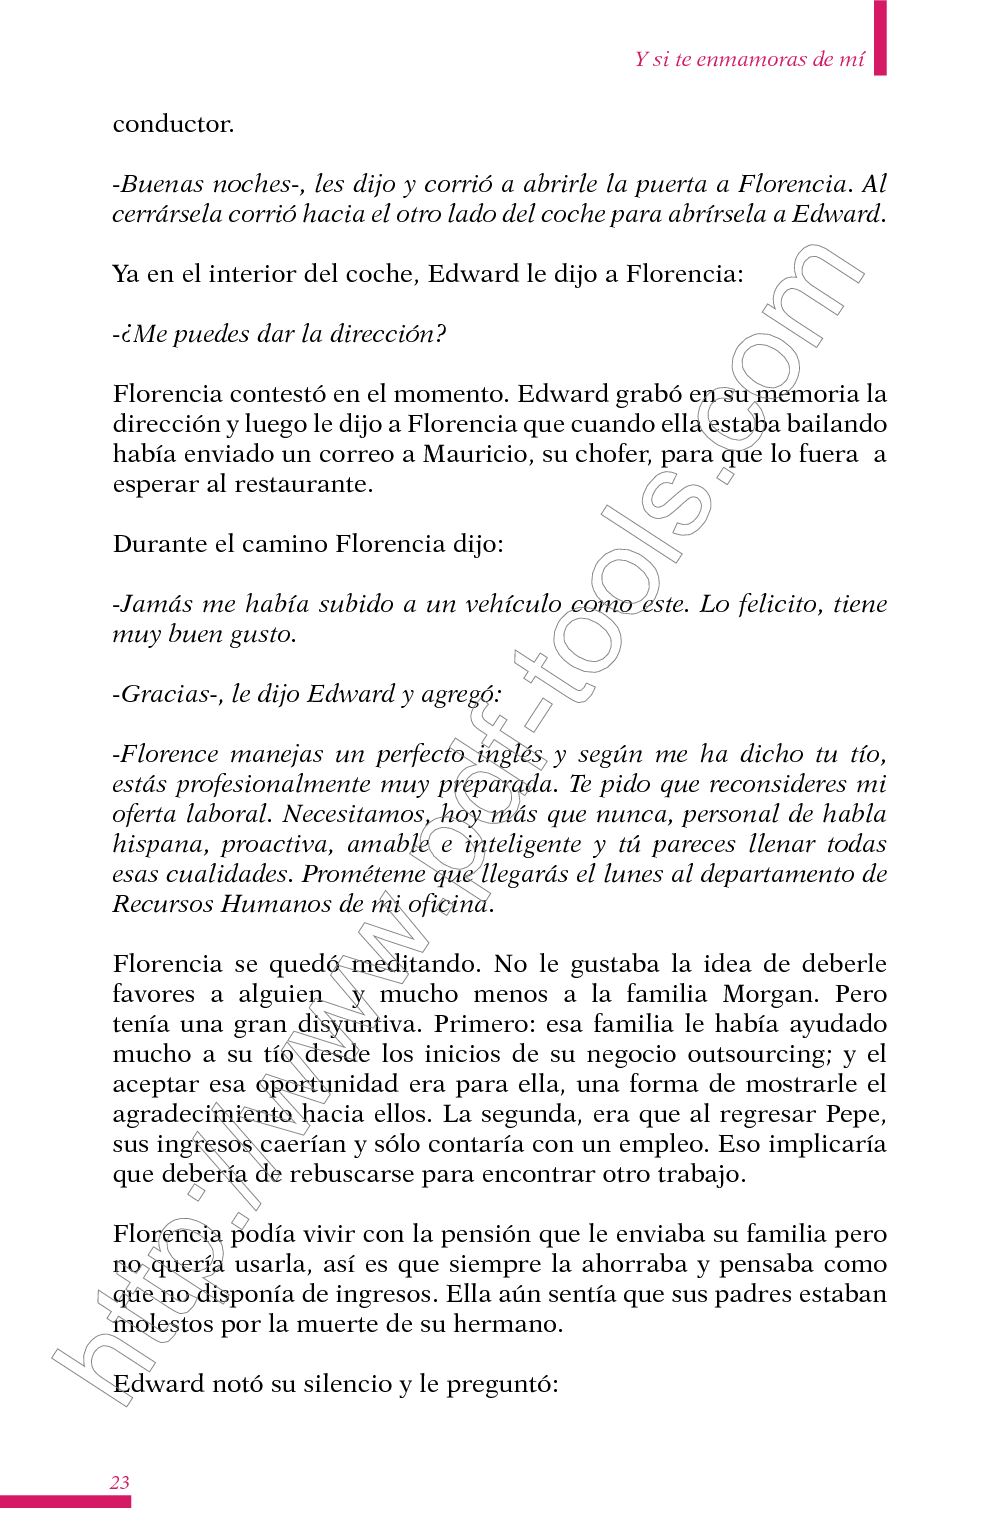 Y si te enmamoras de mí
conductor.
-Buenas noches-, les dijo y corrió a abrirle la puerta a Florencia. Al
cerrársela corrió hacia el otro lado del coche para abrírsela a Edward.
Ya en el interior del coche, Edward le dijo a Florencia:
-¿Me puedes dar la dirección?
Florencia contestó en el momento. Edward grabó en su memoria la
dirección y luego le dijo a Florencia que cuando ella estaba bailando
había enviado un correo a Mauricio, su chofer, para que lo fuera  a
esperar al restaurante.
Durante el camino Florencia dijo:
-Jamás me había subido a un vehículo como este. Lo felicito, tiene
muy buen gusto.
-Gracias-, le dijo Edward y agregó:
-Florence manejas un perfecto inglés y según me ha dicho tu tío,
estás profesionalmente muy preparada. Te pido que reconsideres mi
oferta laboral. Necesitamos, hoy más que nunca, personal de habla
hispana, proactiva, amable e inteligente y tú pareces llenar todas
esas cualidades. Prométeme que llegarás el lunes al departamento de
Recursos Humanos de mi oficina.
Florencia se quedó meditando. No le gustaba la idea de deberle
favores a alguien  y mucho menos a la familia Morgan. Pero
tenía una gran disyuntiva. Primero: esa familia le había ayudado
mucho a su tío desde los inicios de su negocio outsourcing; y el
aceptar esa oportunidad era para ella, una forma de mostrarle el
agradecimiento hacia ellos. La segunda, era que al regresar Pepe,
sus ingresos caerían y sólo contaría con un empleo. Eso implicaría
que debería de rebuscarse para encontrar otro trabajo.
Florencia podía vivir con la pensión que le enviaba su familia pero
no quería usarla, así es que siempre la ahorraba y pensaba como
que no disponía de ingresos. Ella aún sentía que sus padres estaban
molestos por la muerte de su hermano.
Edward notó su silencio y le preguntó:
23
http://www.pdf-tools.com